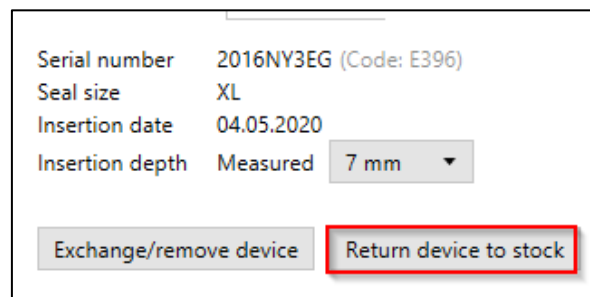 Serial number 2016NY3EG (Code: E396)
Seal size XL
Insertion date 04.05.2020
Insertion depth Measured 7 mm
Exchange/remove device Return device to stock